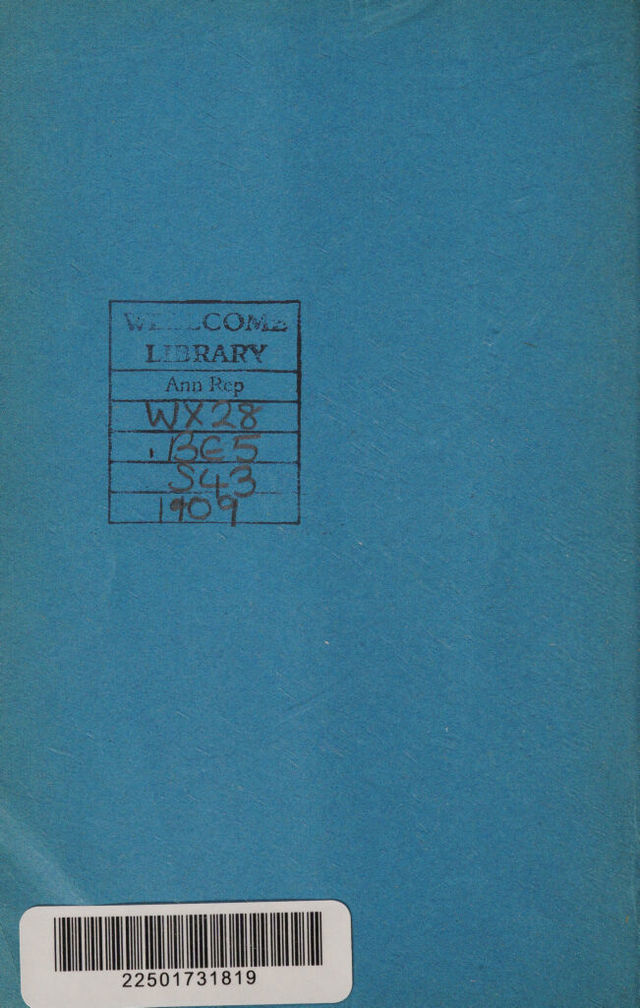 WELLCOME
LIBRARY
Ann Rep
WX28
.BE5
S43
1909
22501731819